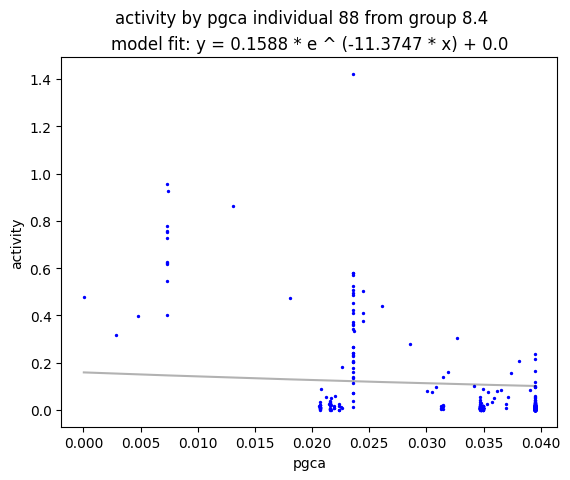 activity by pgca individual 88 from group 8.4
model fit: y = 0.1588 * e ^ (-11.3747 * x) + 0.0
1.4
1.2
1.0
0.8
0.6
0.4
0.2
0.0
activity
0.000 0.005 0.010 0.015 0.020 0.025 0.030 0.035 0.040
pgca